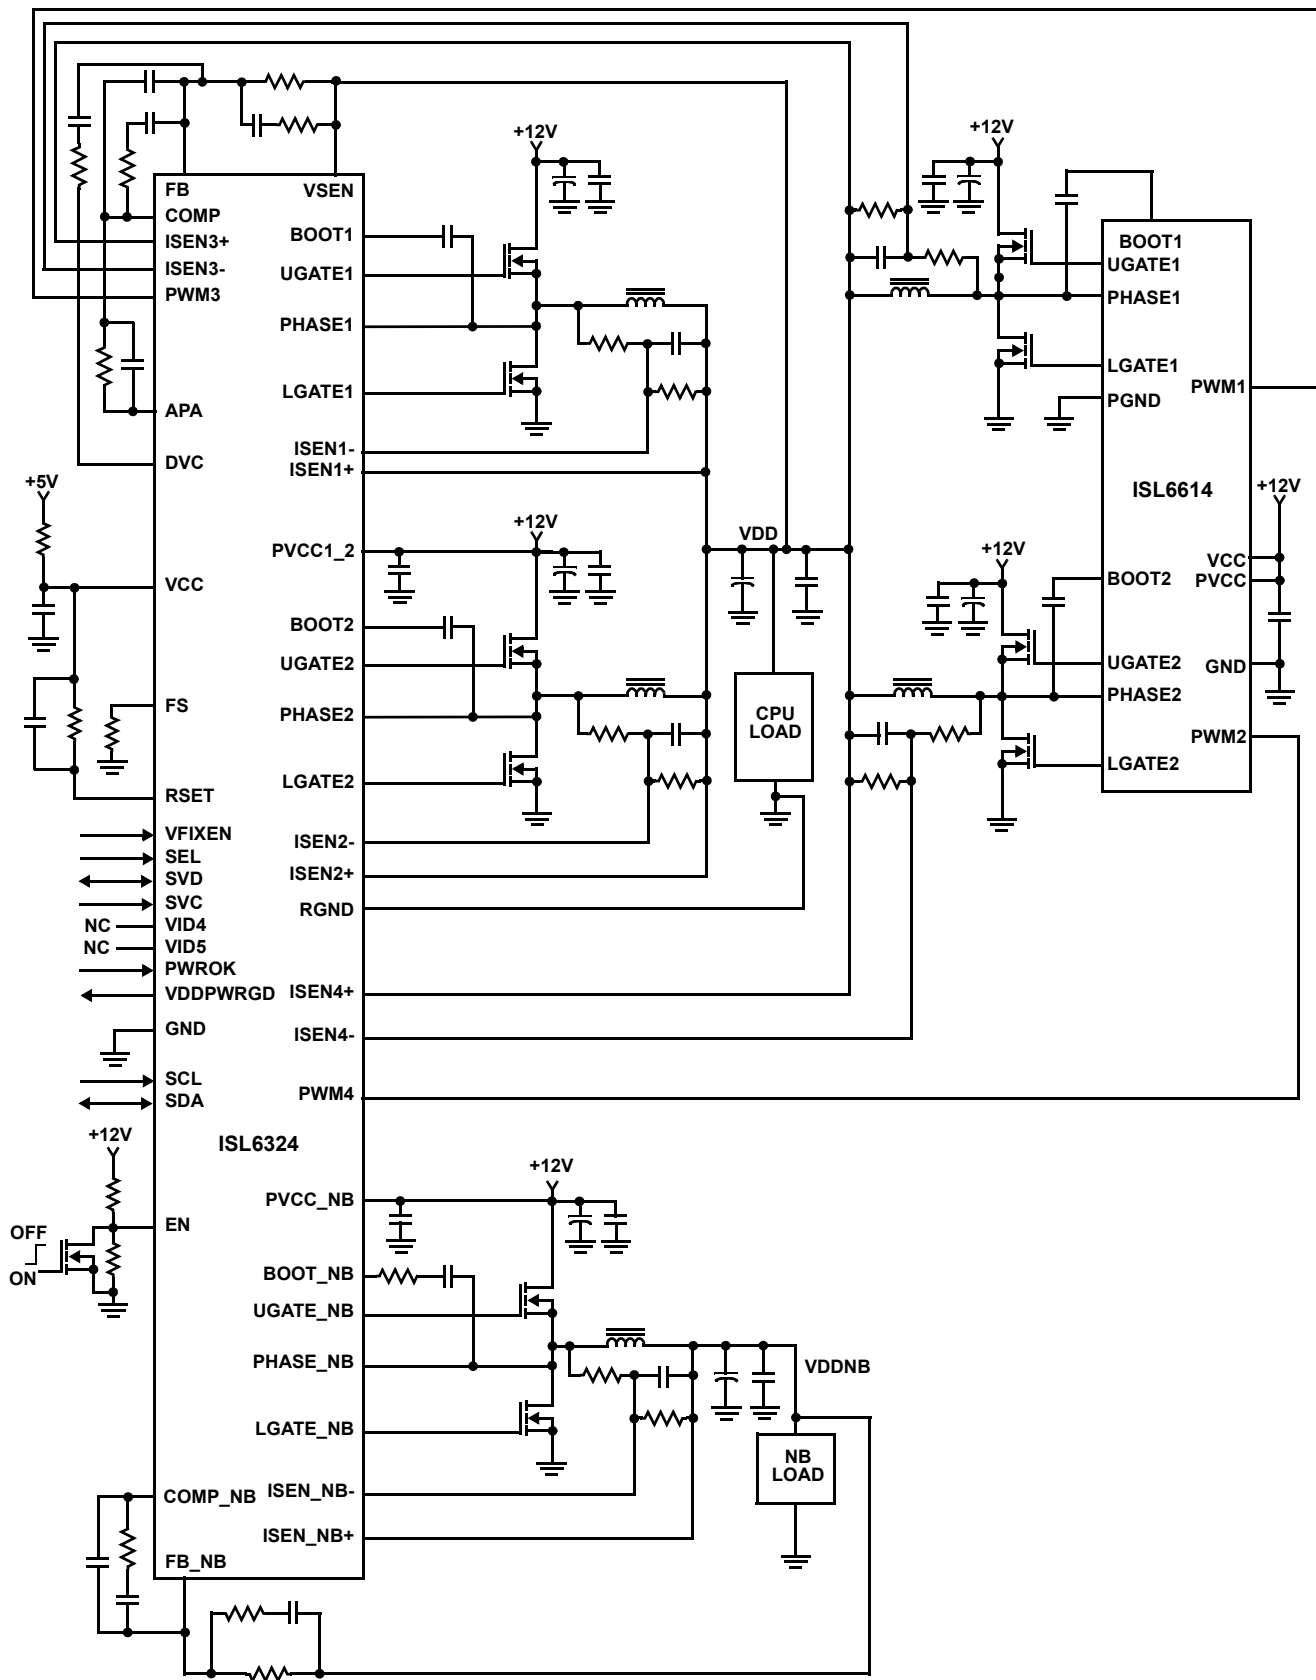 +12V
+12V
FB
VSEN
COMP
ISEN3+
ISEN3-
PWM3
BOOT1
UGATE1
PHASE1
LGATE1
APA
DVC
ISEN1-
ISEN1+
BOOT1
UGATE1
PHASE1
LGATE1
PGND
PWM1
ISL6614
+12V
+5V
+12V
PVCC1_2
VDD
+12V
VCC
PVCC
VCC
BOOT2
BOOT2
UGATE2
UGATE2
GND
FS
PHASE2
PHASE2
CPU
LOAD
PWM2
LGATE2
LGATE2
RSET
VFIXEN
SEL
SVD
SVC
NC
VID4
NC
VID5
PWROK
VDDPWRGD
GND
SCL
SDA
ISEN2-
ISEN2+
RGND
ISEN4+
ISEN4-
PWM4
+12V
ISL6324
+12V
PVCC_NB
EN
OFF
ON
BOOT_NB
UGATE_NB
PHASE_NB
VDDNB
LGATE_NB
NB
LOAD
COMP_NB
ISEN_NB-
ISEN_NB+
FB_NB